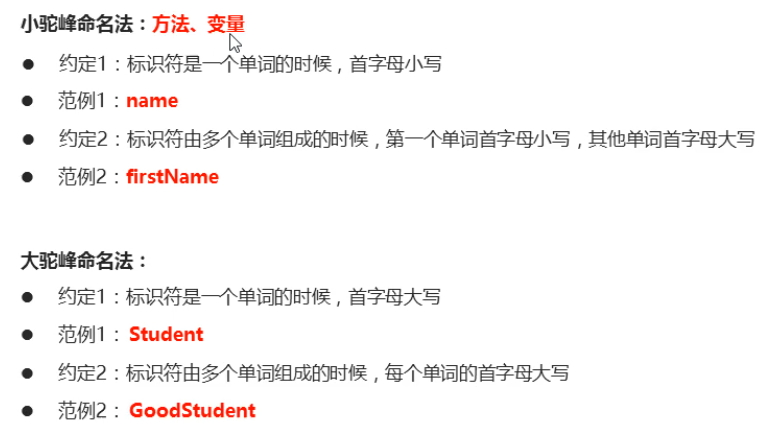 小驼峰命名法：方法、变量
● 约定1：标识符是一个单词的时候，首字母小写
● 范例1：name
● 约定2：标识符由多个单词组成的时候，第一个单词首字母小写，其他单词首字母大写
● 范例2：firstName
大驼峰命名法：
● 约定1：标识符是一个单词的时候，首字母大写
● 范例1：Student
● 约定2：标识符由多个单词组成的时候，每个单词的首字母大写
● 范例2：GoodStudent